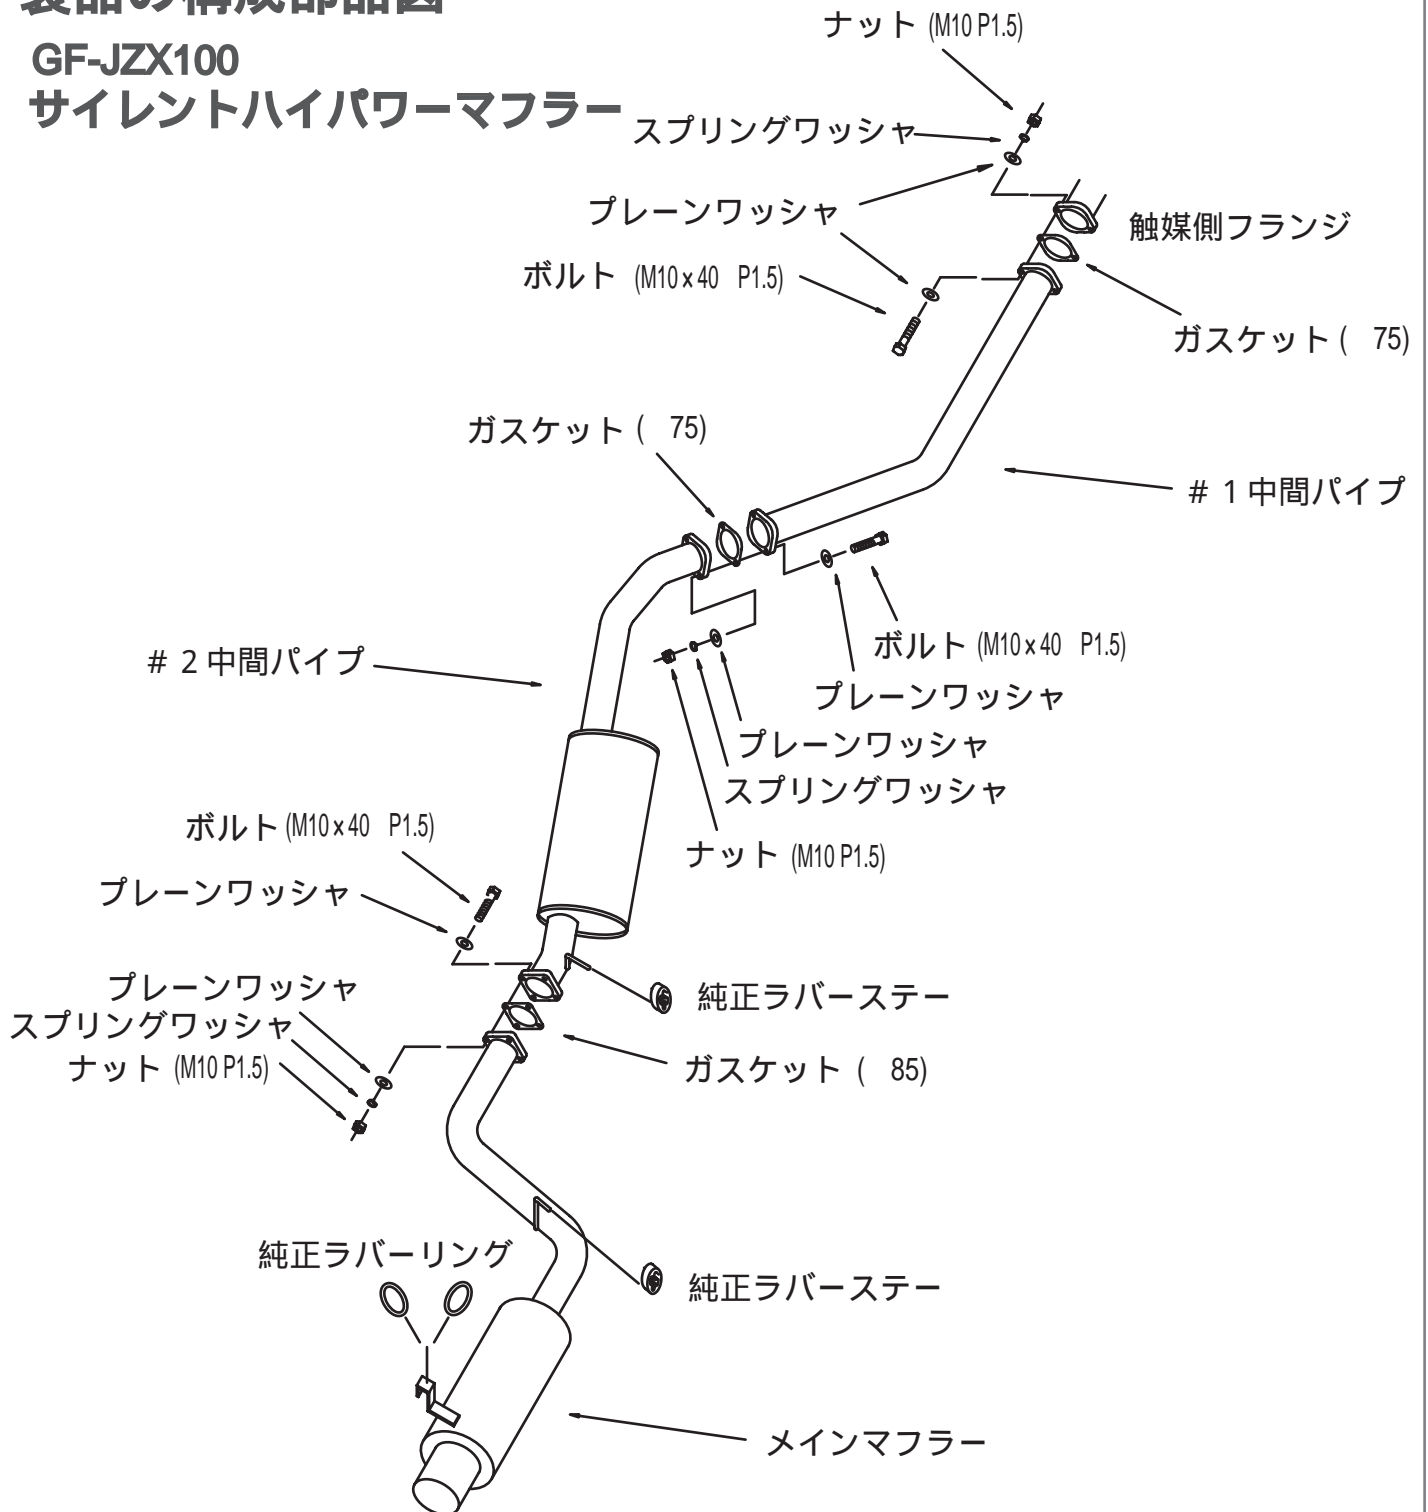 製品の構成部品図
GF-JZX100
サイレントハイパワーマフラー
ナット (M10 P1.5)
スプリングワッシャ
プレーンワッシャ
触媒側フランジ
ボルト (M10×40 P1.5)
ガスケット ( 75)
ガスケット ( 75)
# 1 中間パイプ
ボルト (M10×40 P1.5)
# 2 中間パイプ
プレーンワッシャ
プレーンワッシャ
スプリングワッシャ
ボルト (M10×40 P1.5)
ナット (M10 P1.5)
プレーンワッシャ
プレーンワッシャ
純正ラバーステー
スプリングワッシャ
ナット (M10 P1.5)
ガスケット ( 85)
純正ラバーリング
純正ラバーステー
メインマフラー